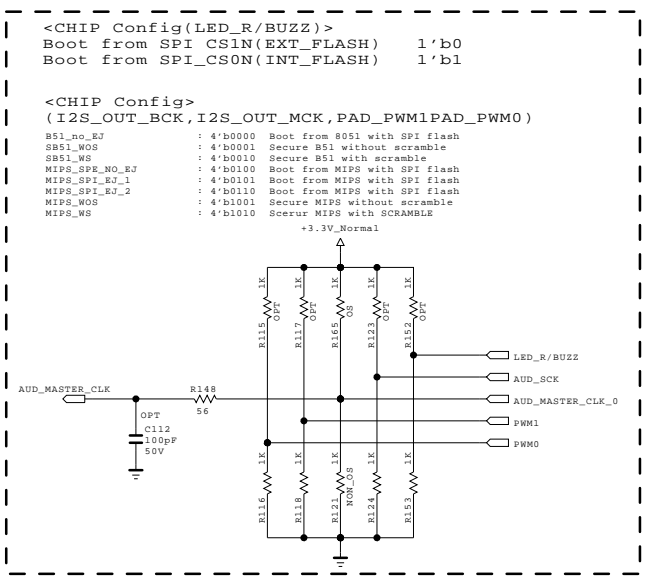 <CHIP Config(LED_R/BUZZ)>
Boot from SPI CS1N(EXT_FLASH) 1'b0
Boot from SPI_CS0N(INT_FLASH) 1'b1
<CHIP Config>
(I2S_OUT_BCK,I2S_OUT_MCK,PAD_PWM1PAD_PWM0)
B51_no_EJ : 4'b0000 Boot from 8051 with SPI flash
SB51_WOS : 4'b0001 Secure B51 without scramble
SB51_WS : 4'b0010 Secure B51 with scramble
MIPS_SPE_NO_EJ : 4'b0100 Boot from MIPS with SPI flash
MIPS_SPI_EJ_1 : 4'b0101 Boot from MIPS with SPI flash
MIPS_SPI_EJ_2 : 4'b0110 Boot from MIPS with SPI flash
MIPS_WOS : 4'b1001 Secure MIPS without scramble
MIPS_WS : 4'b1010 Scerur MIPS with SCRAMBLE
+3.3V_Normal
1K 1K 1K 1K 1K
OPT OPT OS OPT OPT
R115 R117 R165 R123 R152
LED_R/BUZZ
AUD_SCK
AUD_MASTER_CLK R148 AUD_MASTER_CLK_0
56
OPT
C112
100pF
50V
PWM1
PWM0
1K 1K 1K 1K 1K
NON_OS
R116 R118 R121 R124 R153